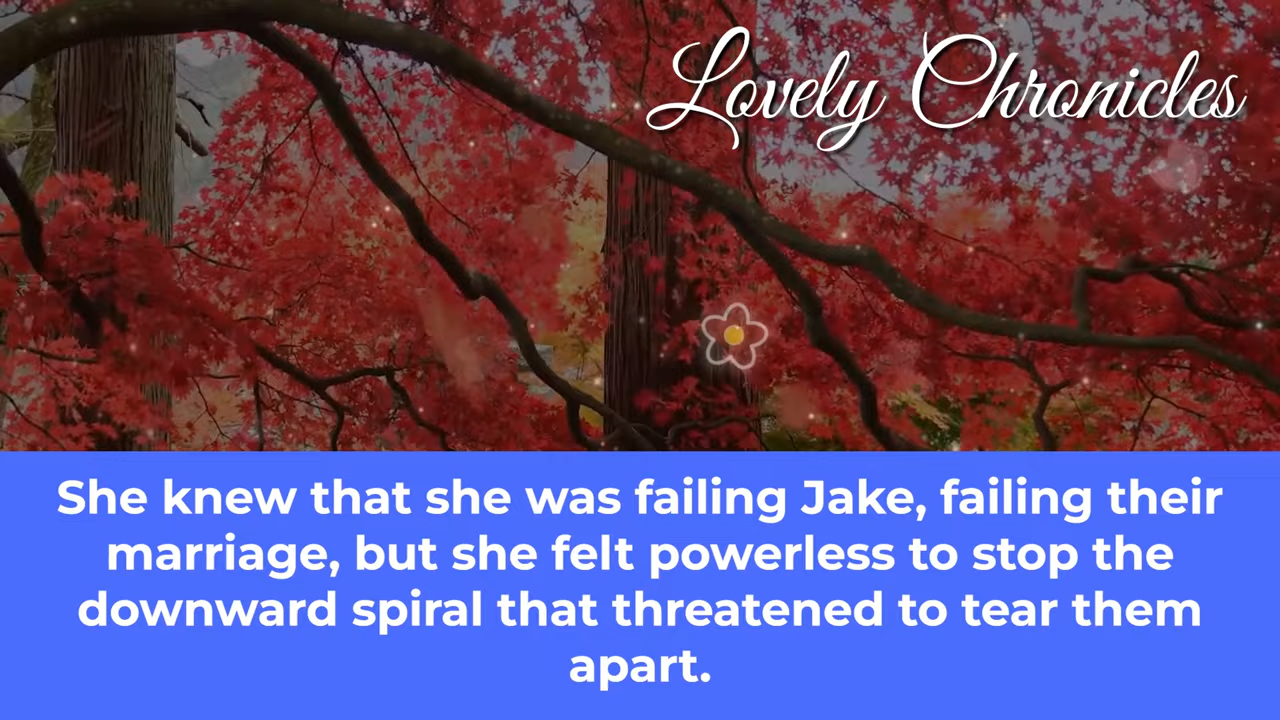 Lovely Chronicles
She knew that she was failing Jake, failing their
marriage, but she felt powerless to stop the
downward spiral that threatened to tear them
apart.